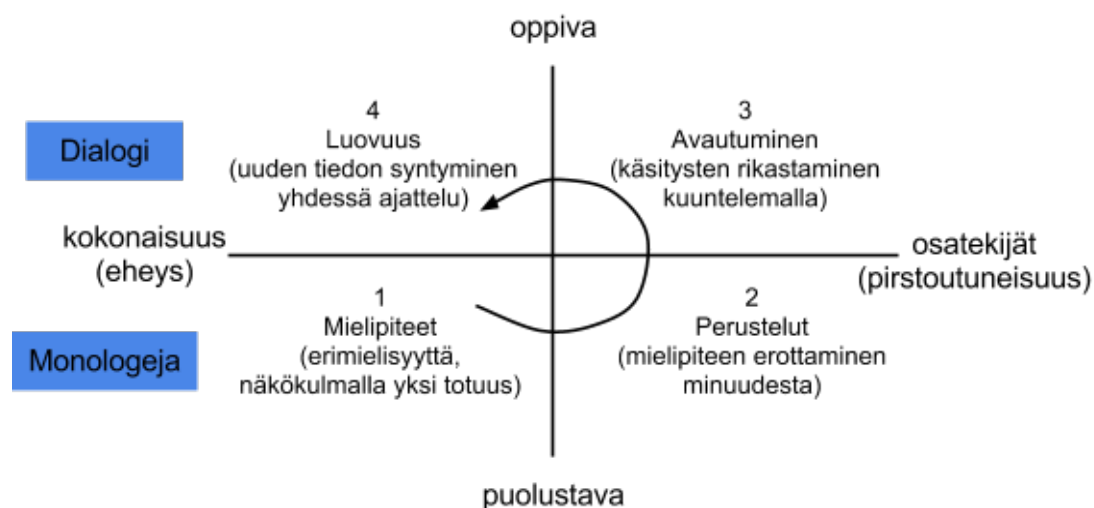 oppiva
Dialogi
4
Luovuus
(uuden tiedon syntyminen
yhdessä ajattelu)
3
Avautuminen
(käsitysten rikastaminen
kuuntelemalla)
kokonaisuus
(eheys)
osatekijät
(pirstoutuneisuus)
Monologeja
1
Mielipiteet
(erimielisyyttä,
näkökulmalla yksi totuus)
2
Perustelut
(mielipiteen erottaminen
minuudesta)
puolustava